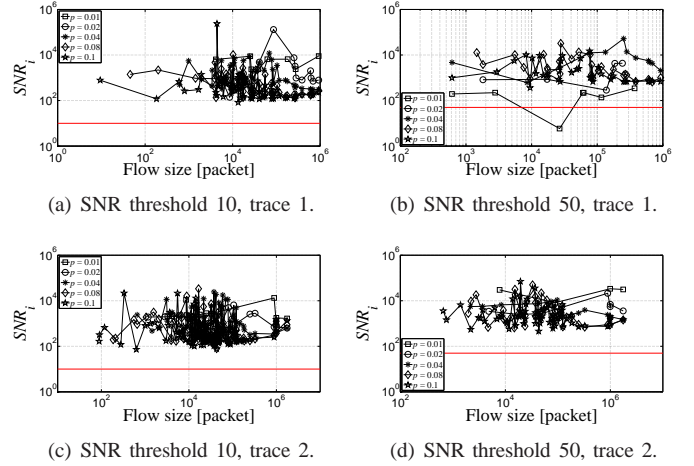 10^6
10^4
10^2
10^0
SNR_i
p = 0.01
p = 0.02
p = 0.04
p = 0.08
p = 0.1
10^0 10^2 10^4 10^6
Flow size [packet]
(a) SNR threshold 10, trace 1.
10^6
10^4
10^2
10^0
SNR_i
p = 0.01
p = 0.02
p = 0.04
p = 0.08
p = 0.1
10^2 10^3 10^4 10^5 10^6
Flow size [packet]
(b) SNR threshold 50, trace 1.
10^6
10^4
10^2
10^0
SNR_i
p = 0.01
p = 0.02
p = 0.04
p = 0.08
p = 0.1
10^2 10^4 10^6
Flow size [packet]
(c) SNR threshold 10, trace 2.
10^6
10^4
10^2
10^0
SNR_i
p = 0.01
p = 0.02
p = 0.04
p = 0.08
p = 0.1
10^2 10^4 10^6
Flow size [packet]
(d) SNR threshold 50, trace 2.